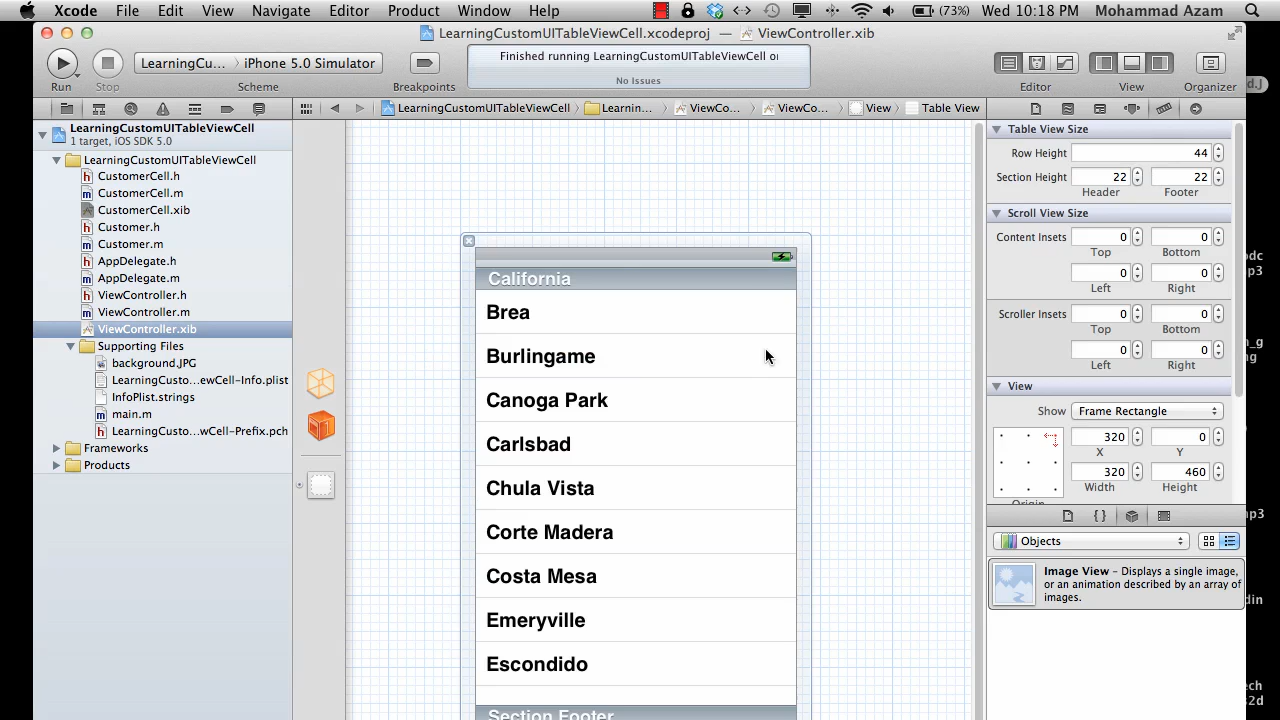 Xcode File Edit View Navigate Editor Product Window Help (73%) Wed 10:18 PM Mohammad Azam
LearningCustomUITableViewCell.xcodeproj — ViewController.xib
LearningCu... iPhone 5.0 Simulator
Finished running LearningCustomUITableViewCell or
No Issues
Run Stop Scheme Breakpoints Editor View Organizer
LearningCustomUITableViewCell Learnin... ViewCo... ViewCo... View Table View
LearningCustomUITableViewCell
1 target, iOS SDK 5.0
LearningCustomUITableViewCell
CustomerCell.h
CustomerCell.m
CustomerCell.xib
Customer.h
Customer.m
AppDelegate.h
AppDelegate.m
ViewController.h
ViewController.m
ViewController.xib
Supporting Files
background.JPG
LearningCusto...ewCell-Info.plist
InfoPlist.strings
main.m
LearningCusto...wCell-Prefix.pch
Frameworks
Products
California
Brea
Burlingame
Canoga Park
Carlsbad
Chula Vista
Corte Madera
Costa Mesa
Emeryville
Escondido
Section Footer
Table View Size
Row Height 44
Section Height 22 22
Header Footer
Scroll View Size
Content Insets 0 0
Top Bottom
0 0
Left Right
Scroller Insets 0 0
Top Bottom
0 0
Left Right
View
Show Frame Rectangle
320 0
X Y
320 460
Width Height
Origin
Objects
Image View – Displays a single image,
or an animation described by an array of
images.